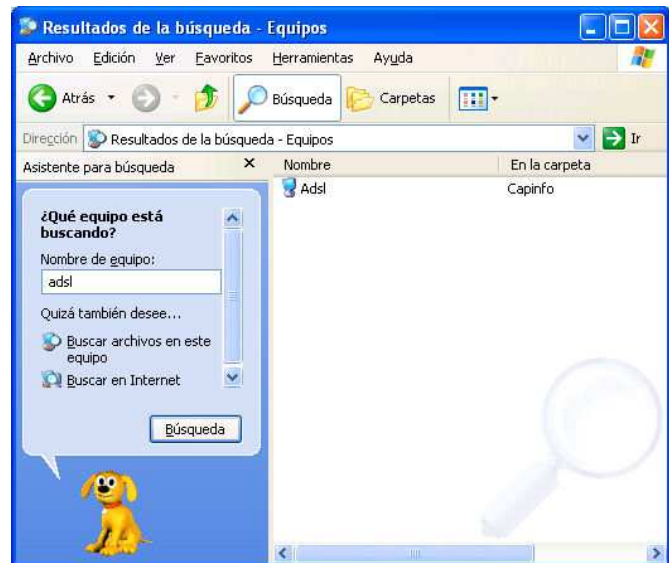 Resultados de la búsqueda - Equipos
Archivo Edición Ver Favoritos Herramientas Ayuda
Atrás Búsqueda Carpetas
Dirección Resultados de la búsqueda - Equipos Ir
Asistente para búsqueda
Nombre En la carpeta
Adsl Capinfo
¿Qué equipo está
buscando?
Nombre de equipo:
adsl
Quizá también desee...
Buscar archivos en este
equipo
Buscar en Internet
Búsqueda